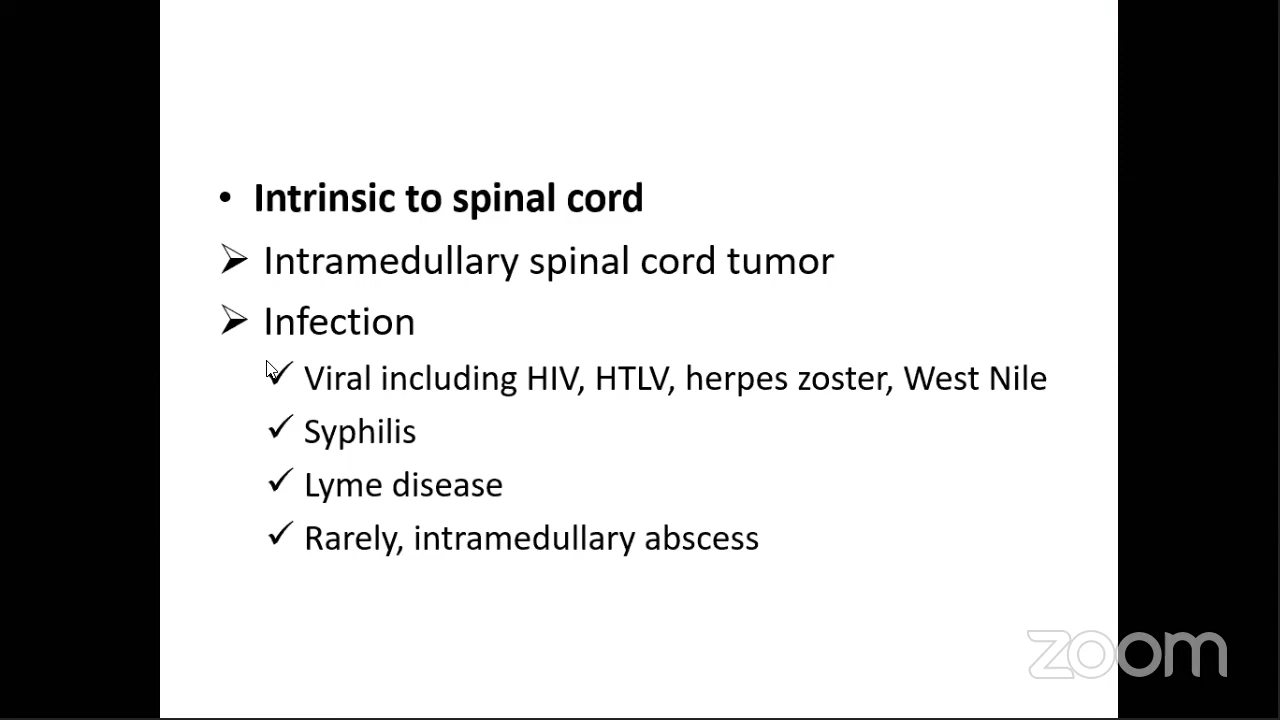 • Intrinsic to spinal cord
➢ Intramedullary spinal cord tumor
➢ Infection
✓ Viral including HIV, HTLV, herpes zoster, West Nile
✓ Syphilis
✓ Lyme disease
✓ Rarely, intramedullary abscess
zoom